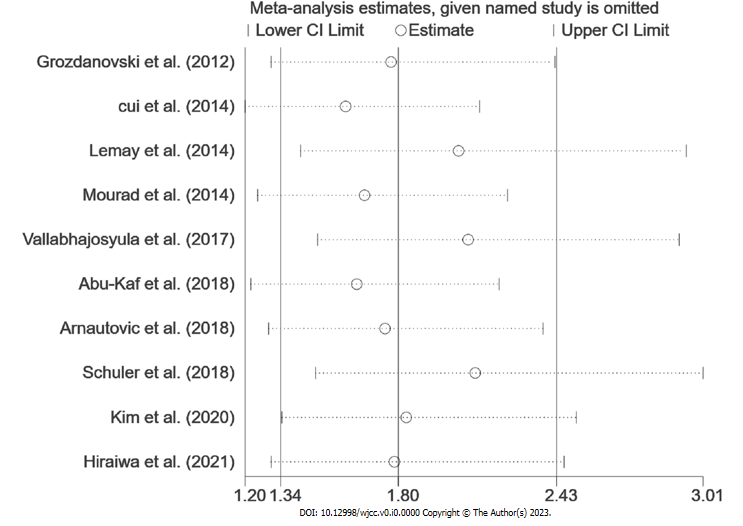 Meta-analysis estimates, given named study is omitted
| Lower CI Limit ○Estimate | Upper CI Limit
Grozdanovski et al. (2012)
cui et al. (2014)
Lemay et al. (2014)
Mourad et al. (2014)
Vallabhajosyula et al. (2017)
Abu-Kaf et al. (2018)
Arnautovic et al. (2018)
Schuler et al. (2018)
Kim et al. (2020)
Hiraiwa et al. (2021)
1.20 1.34 1.80 2.43 3.01
DOI: 10.12998/wjcc.v0.i0.0000 Copyright © The Author(s) 2023.